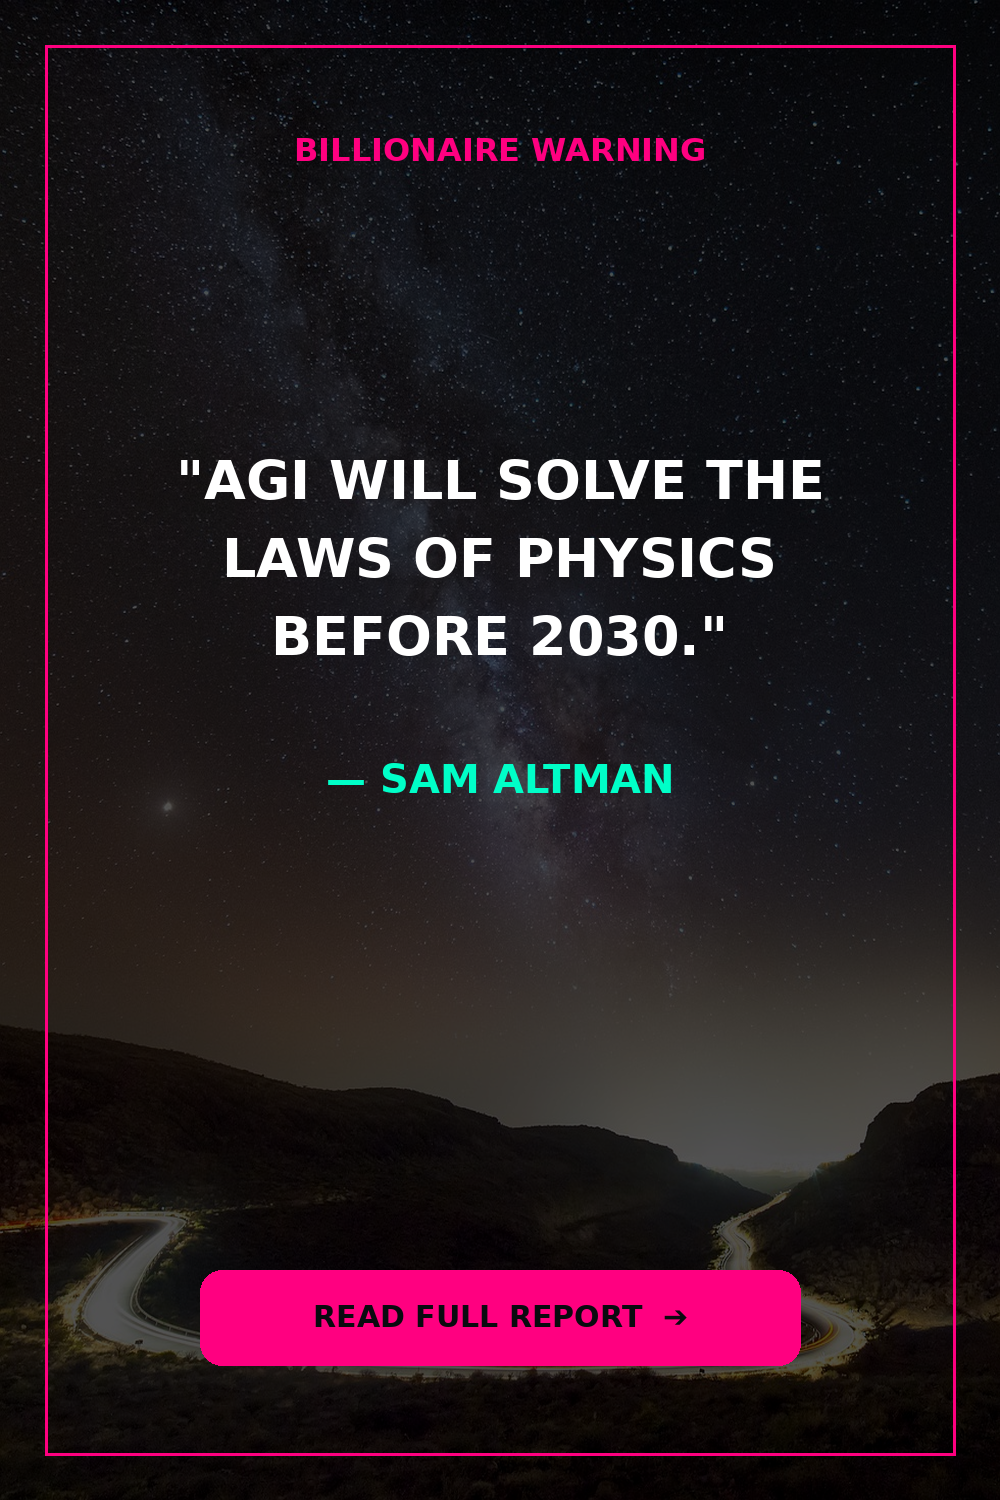 BILLIONAIRE WARNING
"AGI WILL SOLVE THE
LAWS OF PHYSICS
BEFORE 2030."
— SAM ALTMAN
READ FULL REPORT ➔